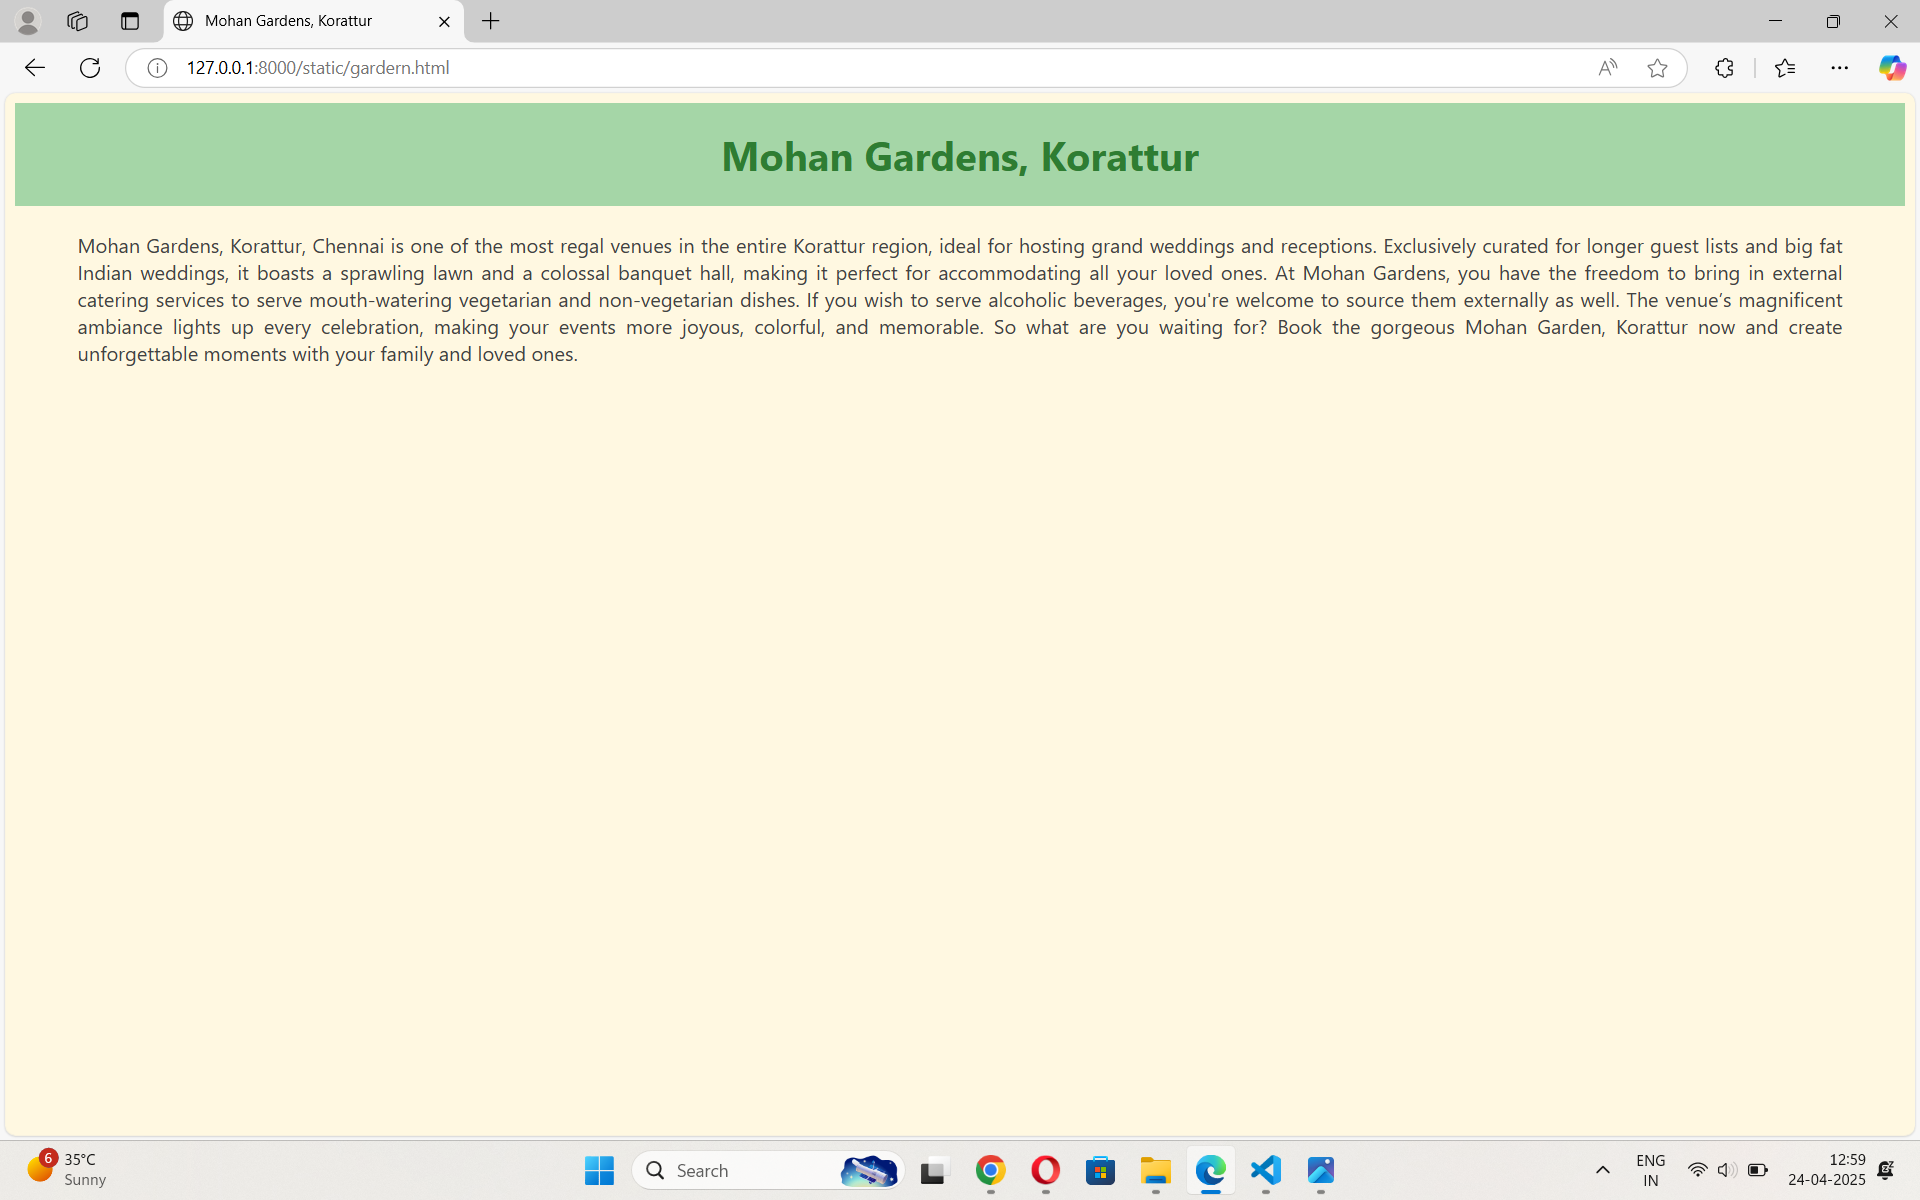 Mohan Gardens, Korattur
127.0.0.1:8000/static/gardern.html
Mohan Gardens, Korattur
Mohan Gardens, Korattur, Chennai is one of the most regal venues in the entire Korattur region, ideal for hosting grand weddings and receptions. Exclusively curated for longer guest lists and big fat
Indian weddings, it boasts a sprawling lawn and a colossal banquet hall, making it perfect for accommodating all your loved ones. At Mohan Gardens, you have the freedom to bring in external
catering services to serve mouth-watering vegetarian and non-vegetarian dishes. If you wish to serve alcoholic beverages, you're welcome to source them externally as well. The venue’s magnificent
ambiance lights up every celebration, making your events more joyous, colorful, and memorable. So what are you waiting for? Book the gorgeous Mohan Garden, Korattur now and create
unforgettable moments with your family and loved ones.
6
35°C
Sunny
Search
ENG
IN
12:59
24-04-2025